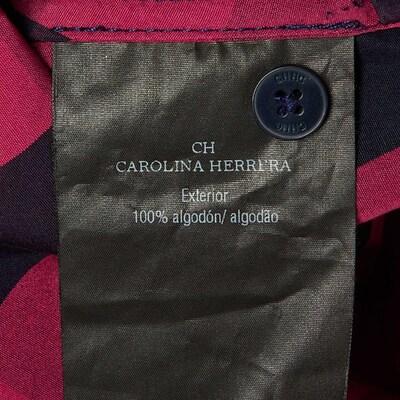 CH
CAROLINA HERRERA
Exterior
100% algodón/ algodão